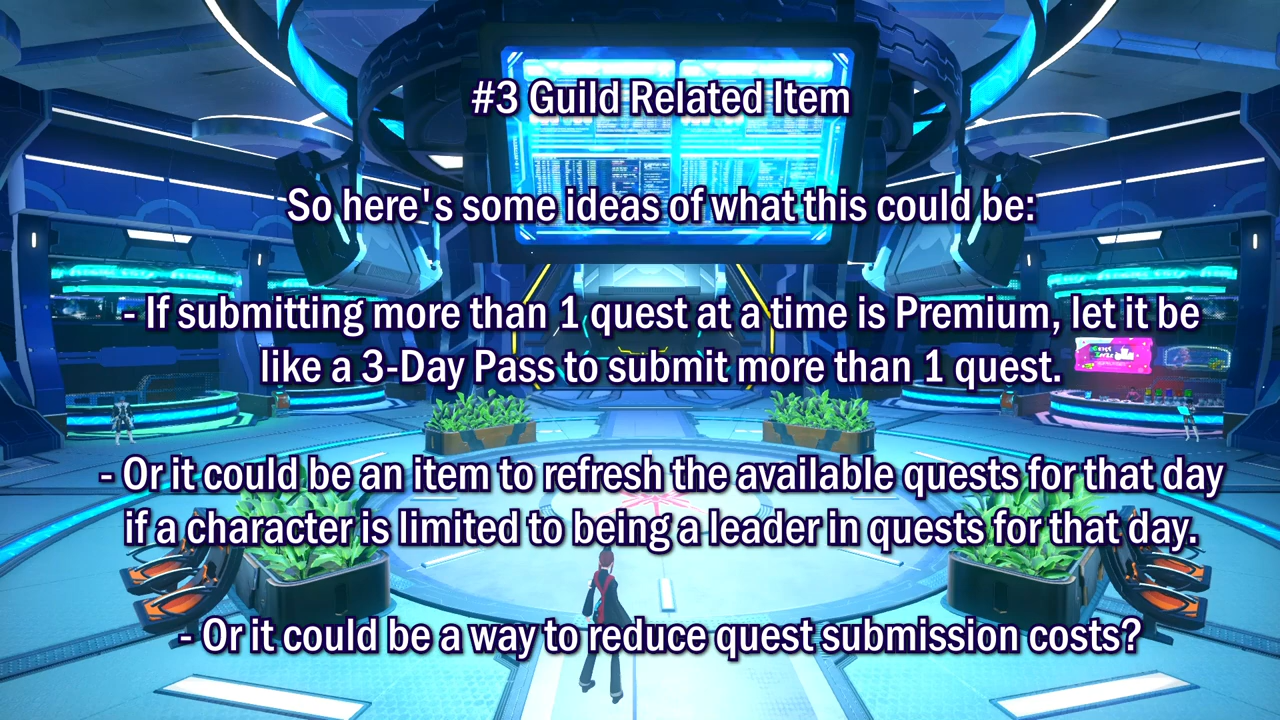 #3 Guild Related Item
So here's some ideas of what this could be:
- If submitting more than 1 quest at a time is Premium, let it be
like a 3-Day Pass to submit more than 1 quest.
- Or it could be an item to refresh the available quests for that day
if a character is limited to being a leader in quests for that day.
- Or it could be a way to reduce quest submission costs?